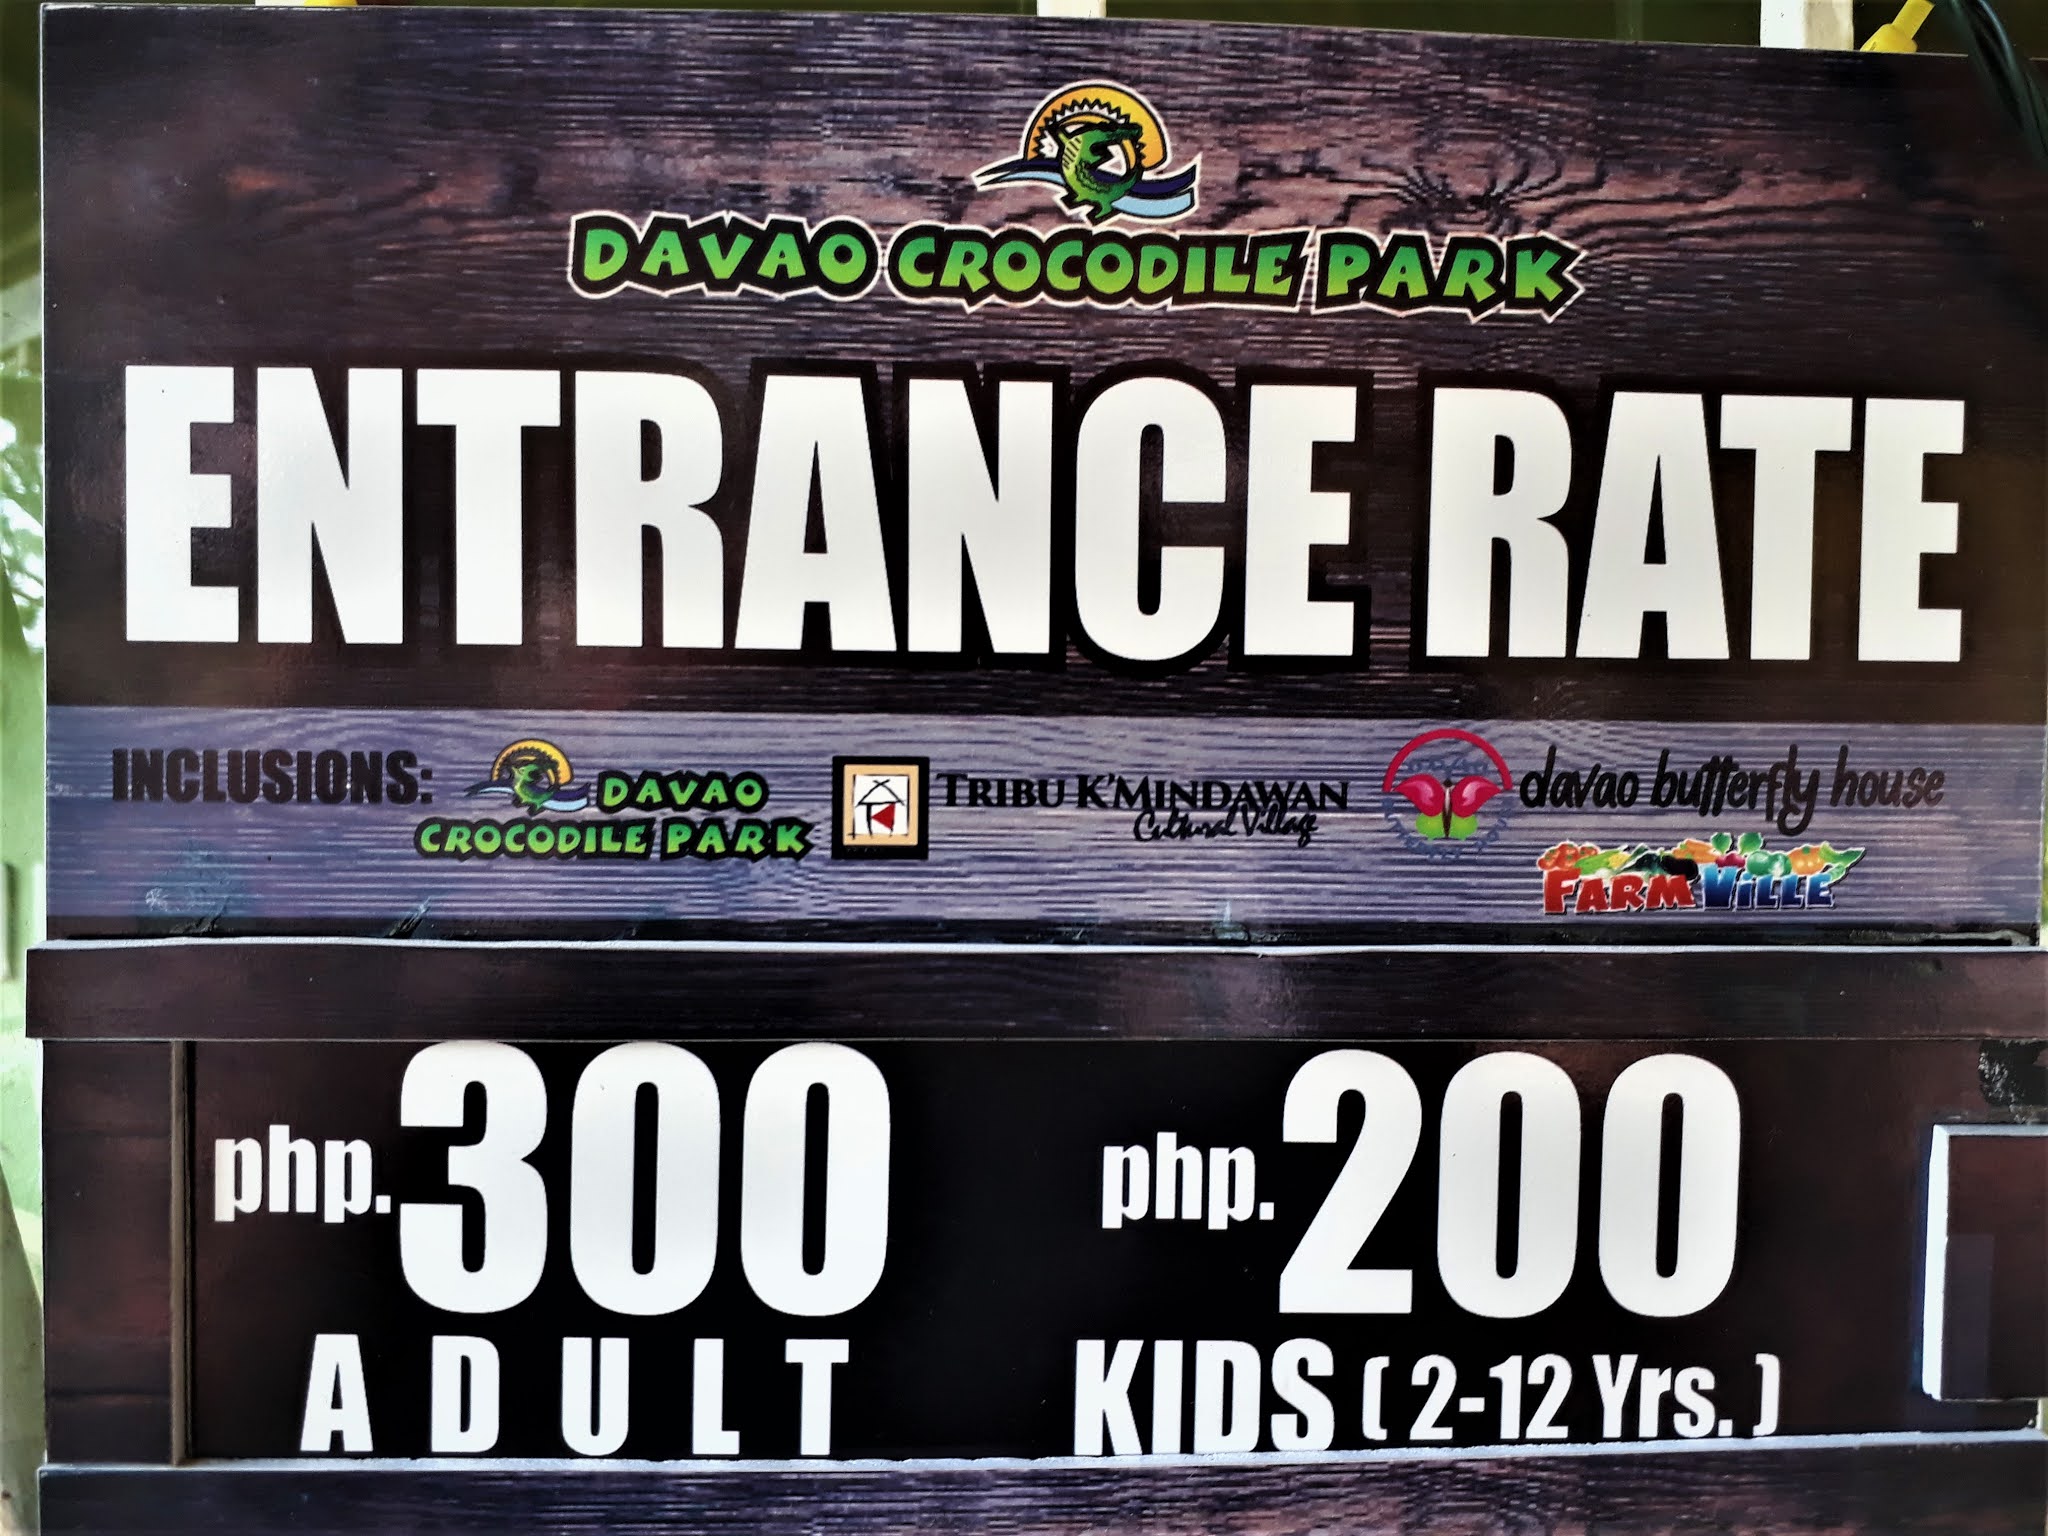 DAVAO CROCODILE PARK
ENTRANCE RATE
INCLUSIONS:
DAVAO
CROCODILE PARK
TRIBU K'MINDAWAN
Cultural Village
davao butterfly house
FARMVILLE
php.300
ADULT
php.200
KIDS ( 2-12 Yrs. )